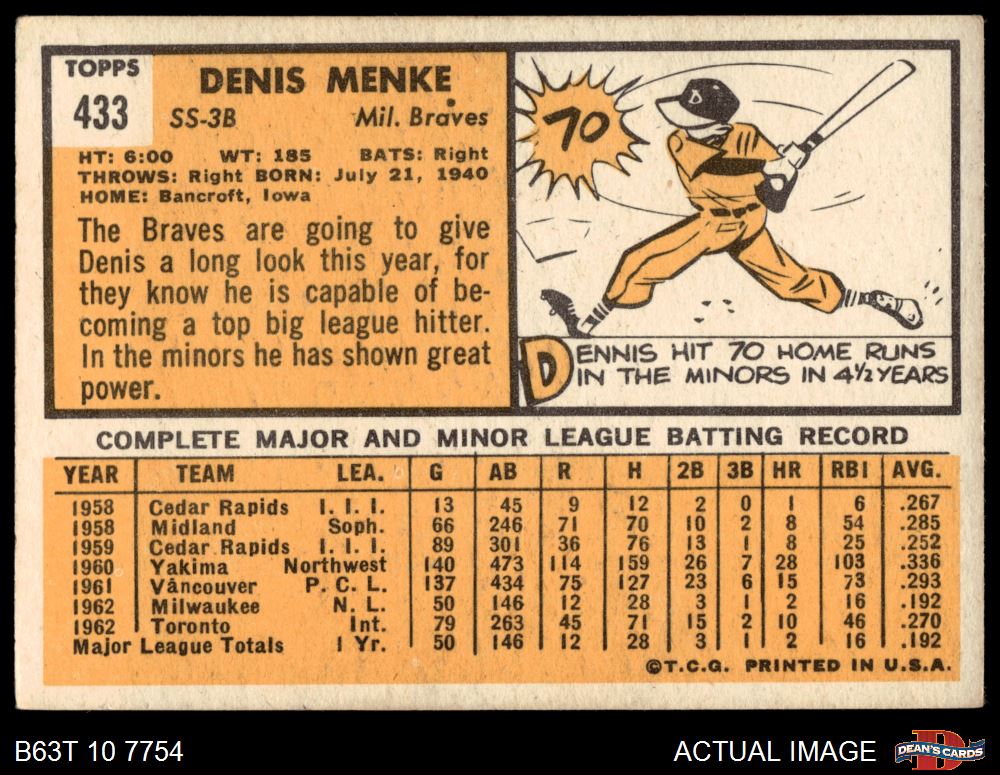 TOPPS
433
DENIS MENKE
SS-3B Mil. Braves
HT: 6:00 WT: 185 BATS: Right
THROWS: Right BORN: July 21, 1940
HOME: Bancroft, Iowa
The Braves are going to give
Denis a long look this year, for
they know he is capable of be-
coming a top big league hitter.
In the minors he has shown great
power.
70
D
DENNIS HIT 70 HOME RUNS
IN THE MINORS IN 4½ YEARS
COMPLETE MAJOR AND MINOR LEAGUE BATTING RECORD
YEAR TEAM LEA. G AB R H 2B 3B HR RBI AVG.
1958 Cedar Rapids I. I. I. 13 45 9 12 2 0 1 6 .267
1958 Midland Soph. 66 246 71 70 10 2 8 54 .285
1959 Cedar Rapids I. I. I. 89 301 36 76 13 1 8 25 .252
1960 Yakima Northwest 140 473 114 159 26 7 28 103 .336
1961 Vancouver P. C. L. 137 434 75 127 23 6 15 73 .293
1962 Milwaukee N. L. 50 146 12 28 3 1 2 16 .192
1962 Toronto Int. 79 263 45 71 15 2 10 46 .270
Major League Totals 1 Yr. 50 146 12 28 3 1 2 16 .192
©T.C.G. PRINTED IN U.S.A.
B63T 10 7754 ACTUAL IMAGE
D
DEAN'S CARDS